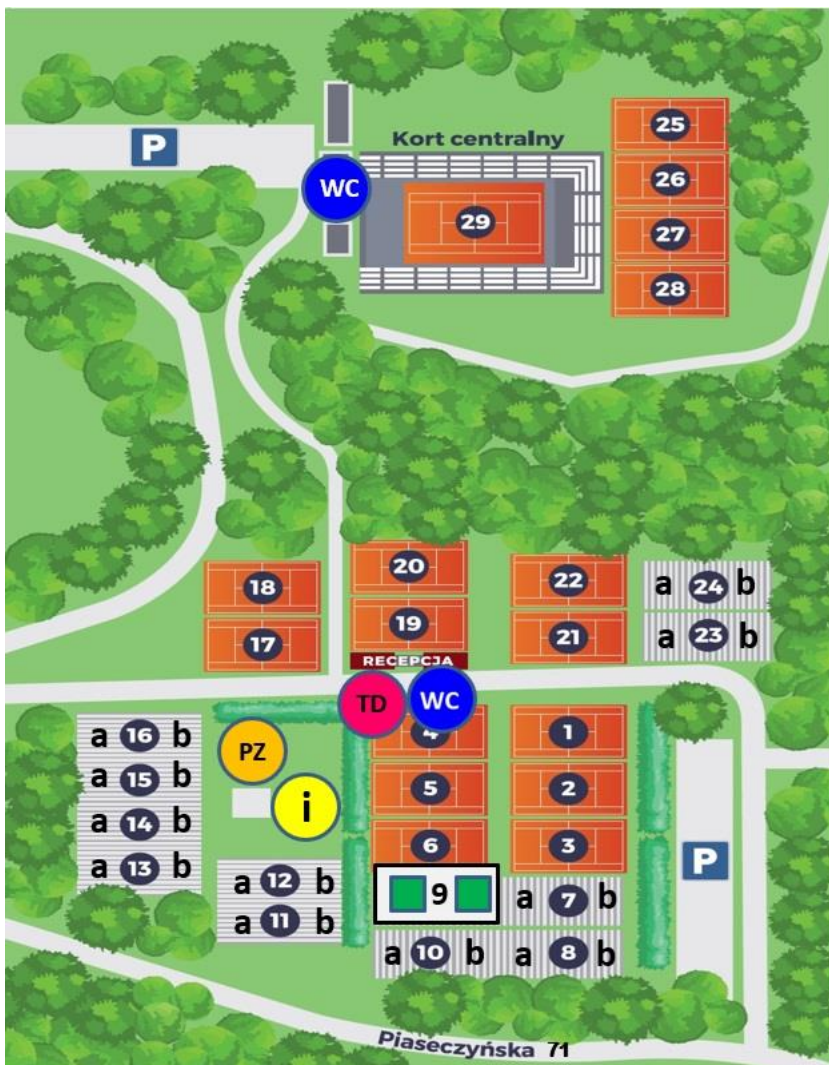 Kort centralny
25
P
26
WC
29
27
28
20
22
18
a 24 b
19
17
21
a 23 b
RECEPCJA
TD
WC
a 16 b
4
1
PZ
a 15 b
5
2
i
a 14 b
6
3
P
a 13 b
a 12 b
9
a 7 b
a 11 b
a 10 b
a 8 b
Piaseczyńska 71